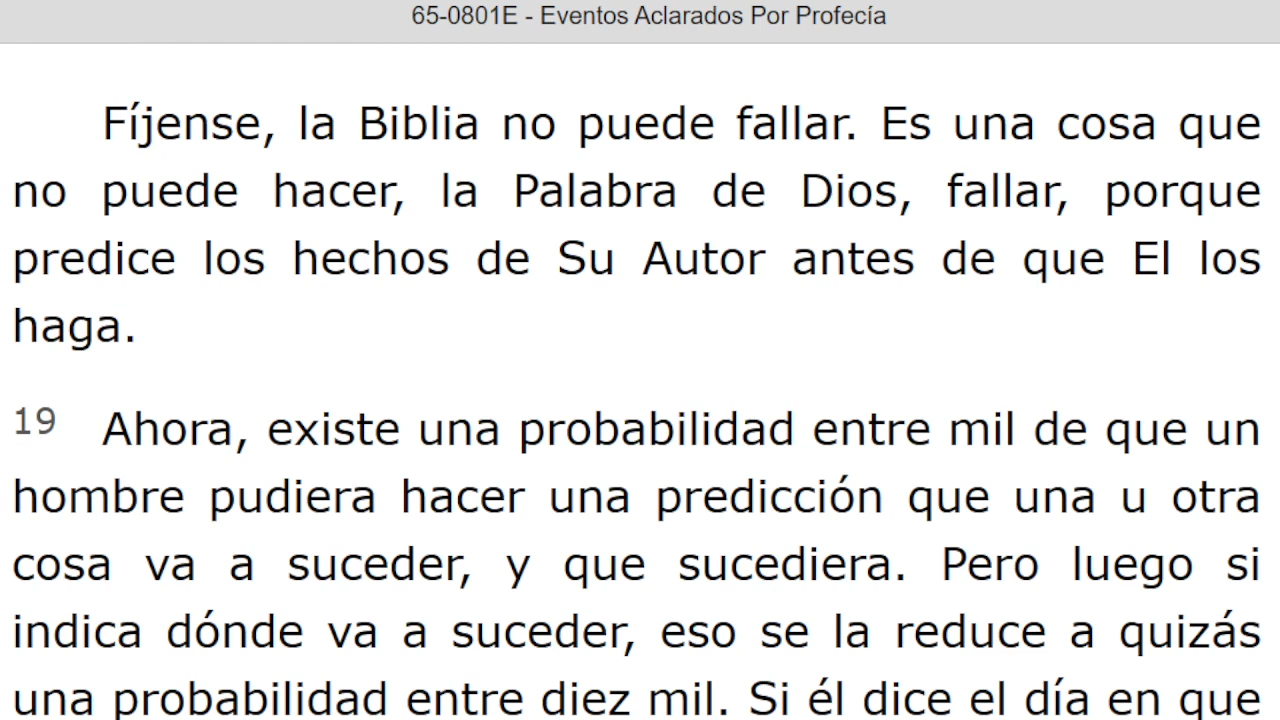 65-0801E - Eventos Aclarados Por Profecía
Fíjense, la Biblia no puede fallar. Es una cosa que
no puede hacer, la Palabra de Dios, fallar, porque
predice los hechos de Su Autor antes de que El los
haga.
19 Ahora, existe una probabilidad entre mil de que un
hombre pudiera hacer una predicción que una u otra
cosa va a suceder, y que sucediera. Pero luego si
indica dónde va a suceder, eso se la reduce a quizás
una probabilidad entre diez mil. Si él dice el día en que